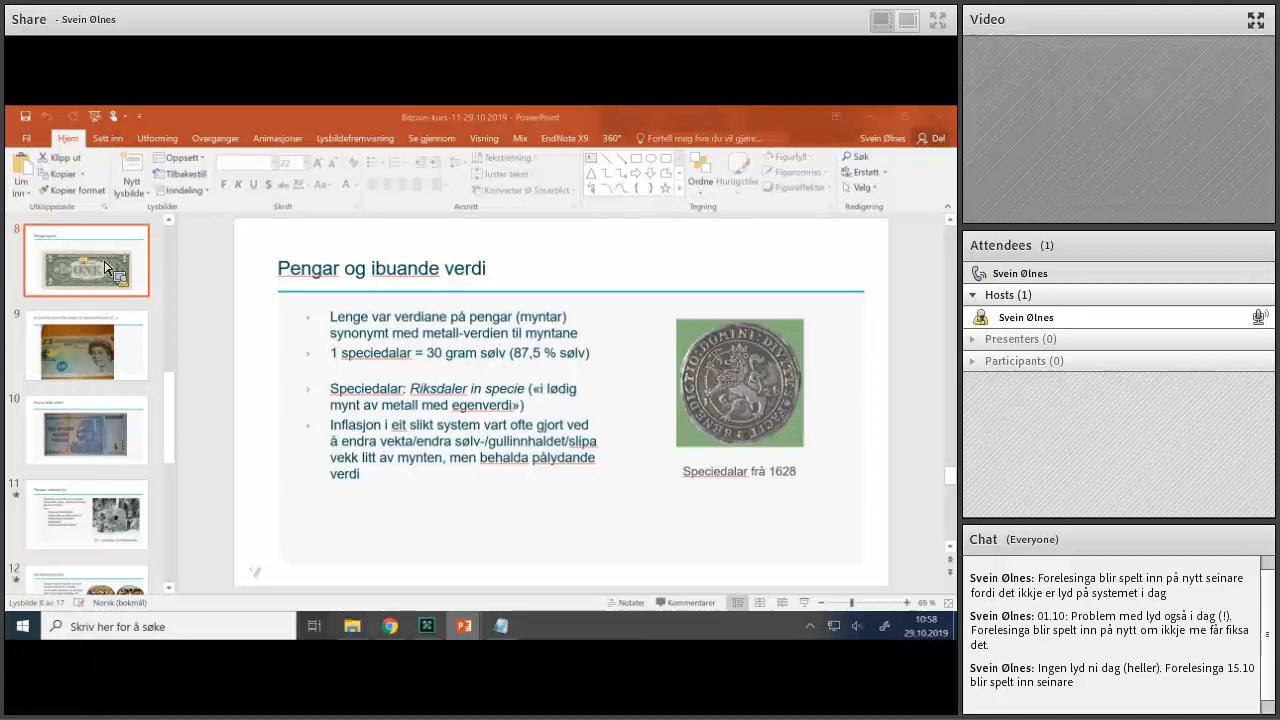 Share - Svein Ølnes
Bitcoin-kurs-11 29.10.2019 - PowerPoint
Fil Hjem Sett inn Utforming Overganger Animasjoner Lysbildefremvisning Se gjennom Visning Mix EndNote X9 360° Fortell meg hva du vil gjøre... Svein Ølnes Del
Lim inn
Klipp ut
Kopier
Kopier format
Utklippstavle
Nytt lysbilde
Oppsett
Tilbakestill
Inndeling
Lysbilder
22
F K U S abc AV Aa A
Skrift
Tekstretning
Juster tekst
Konverter til SmartArt
Avsnitt
Ordne Hurtigstiler
Figurfyll
Figuromriss
Figureffekter
Tegning
Søk
Erstatt
Velg
Redigering
8
ONE
9
10
11
12
Pengar og ibuande verdi
Lenge var verdiane på pengar (myntar)
synonymt med metall-verdien til myntane
1 speciedalar = 30 gram sølv (87,5 % sølv)
Speciedalar: Riksdaler in specie («i lødig
mynt av metall med egenverdi»)
Inflasjon i eit slikt system vart ofte gjort ved
å endra vekta/endra sølv-/gullinnhaldet/slipa
vekk litt av mynten, men behalda pålydande
verdi
Speciedalar frå 1628
Lysbilde 8 av 17 Norsk (bokmål) Notater Kommentarer 69 %
Skriv her for å søke
10:58
29.10.2019
Video
Attendees (1)
Svein Ølnes
Hosts (1)
Svein Ølnes
Presenters (0)
Participants (0)
Chat (Everyone)
Svein Ølnes: Forelesinga blir spelt inn på mys seinare
fordi det ikkje er lyd på systemet i dag
Svein Ølnes: 01.10: Problem med lyd også i dag (!).
Forelesinga blir spelt inn på nytt om ikkje me får fiksa
det.
Svein Ølnes: Ingen lyd ni dag (heller). Forelesinga 15.10
blir spelt inn seinare